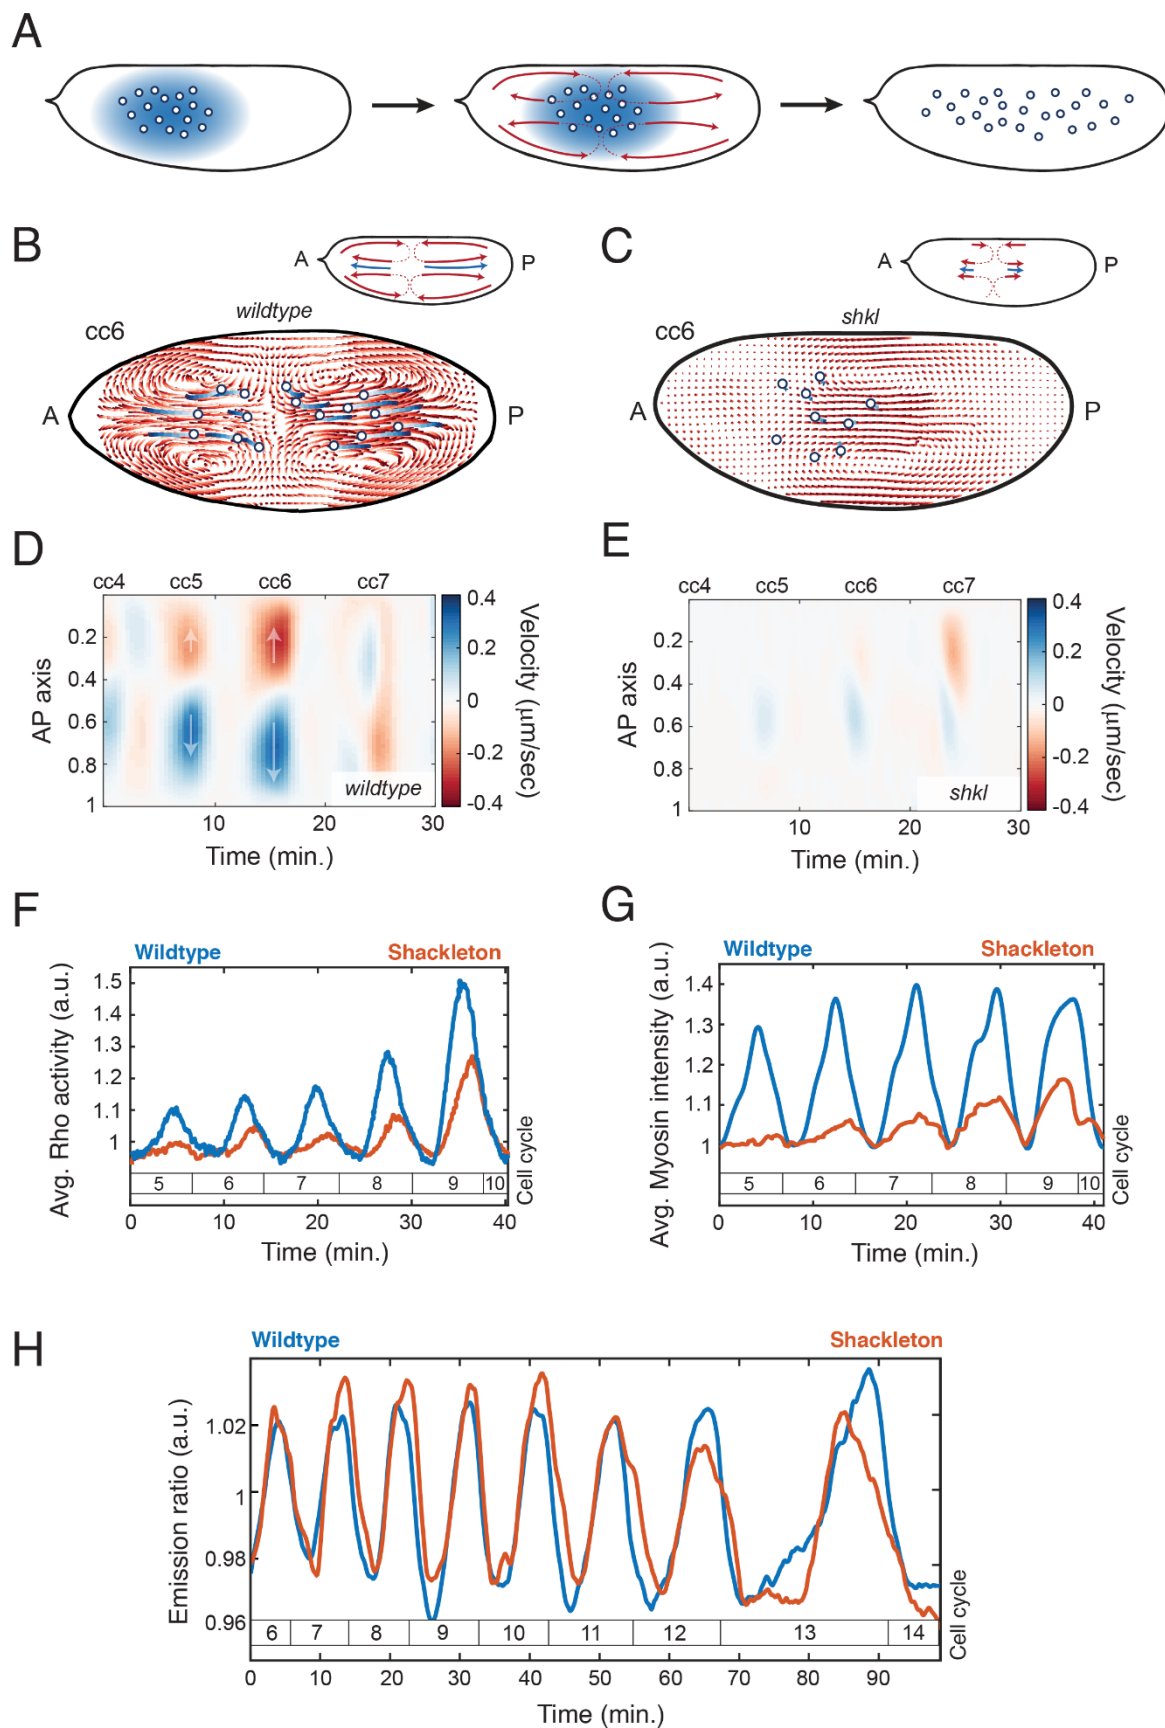 A
B
C
A
P
A
P
wildtype
shkl
cc6
cc6
A
P
A
P
D
E
cc4 cc5 cc6 cc7
cc4 cc5 cc6 cc7
0.2
0.4
0.6
0.8
1
AP axis
10 20 30
Time (min.)
wildtype
0.4
0.2
0
-0.2
-0.4
Velocity (μm/sec)
0.2
0.4
0.6
0.8
1
AP axis
10 20 30
Time (min.)
shkl
0.4
0.2
0
-0.2
-0.4
Velocity (μm/sec)
F
Wildtype Shackleton
1.5
1.4
1.3
1.2
1.1
1
Avg. Rho activity (a.u.)
5 6 7 8 9 10
Cell cycle
0 10 20 30 40
Time (min.)
G
Wildtype Shackleton
1.4
1.3
1.2
1.1
1
Avg. Myosin intensity (a.u.)
5 6 7 8 9 10
Cell cycle
0 10 20 30 40
Time (min.)
H
Wildtype Shackleton
1.02
1
0.98
0.96
Emission ratio (a.u.)
6 7 8 9 10 11 12 13 14
Cell cycle
0 10 20 30 40 50 60 70 80 90
Time (min.)